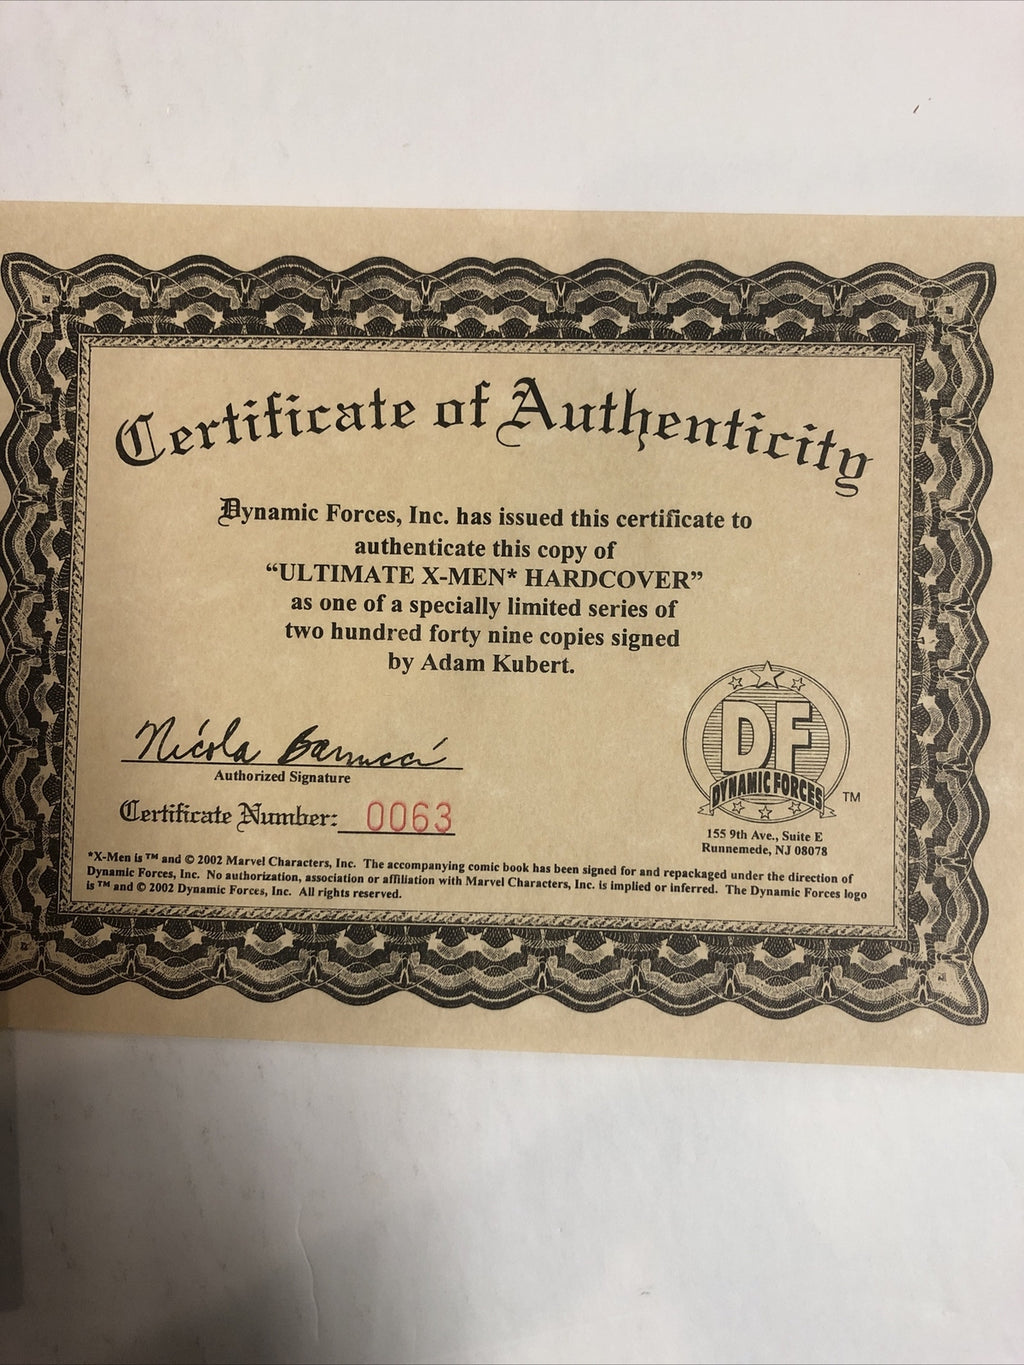 Certificate of Authenticity
Dynamic Forces, Inc. has issued this certificate to
authenticate this copy of
“ULTIMATE X-MEN* HARDCOVER”
as one of a specially limited series of
two hundred forty nine copies signed
by Adam Kubert.
Nicola Barrucci
Authorized Signature
Certificate Number: 0063
DF
DYNAMIC FORCES
TM
155 9th Ave., Suite E
Runnemede, NJ 08078
*X-Men is ™ and © 2002 Marvel Characters, Inc. The accompanying comic book has been signed for and repackaged under the direction of
Dynamic Forces, Inc. No authorization, association or affiliation with Marvel Characters, Inc. is implied or inferred. The Dynamic Forces logo
is ™ and © 2002 Dynamic Forces, Inc. All rights reserved.